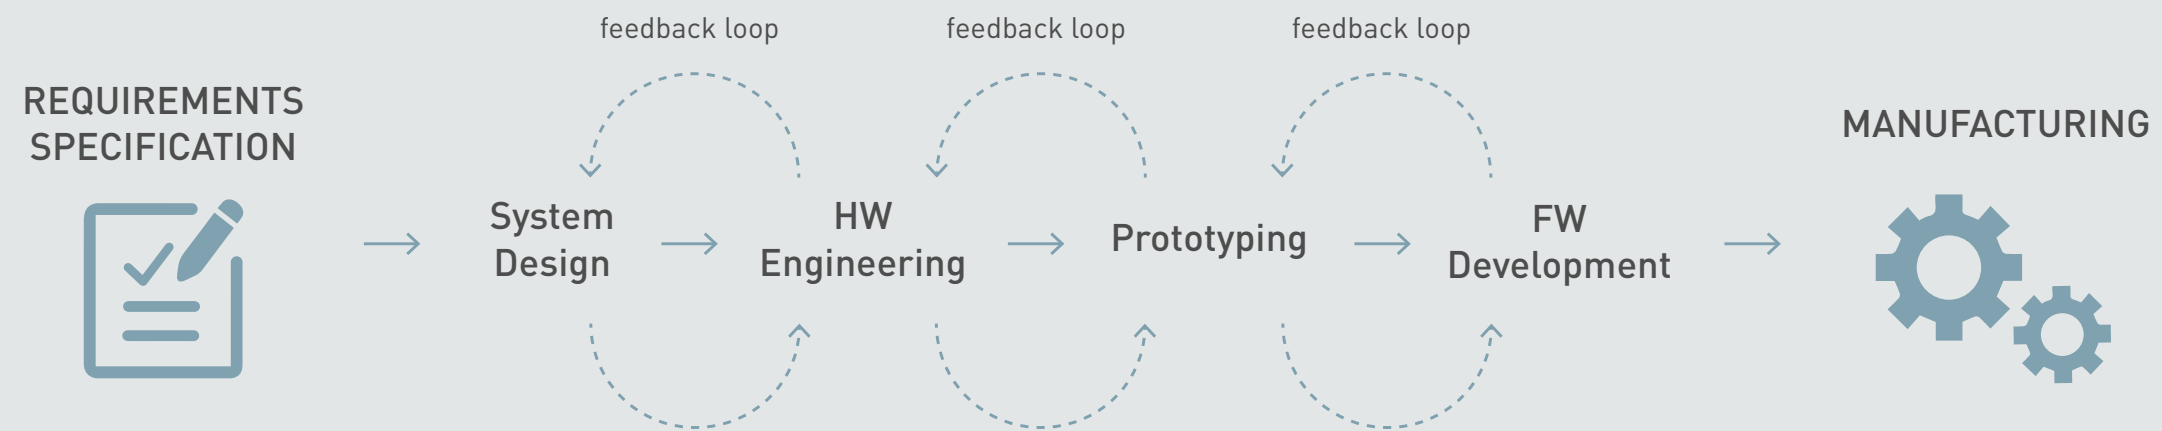 feedback loop
feedback loop
feedback loop
REQUIREMENTS
SPECIFICATION
MANUFACTURING
System
Design
HW
Engineering
Prototyping
FW
Development